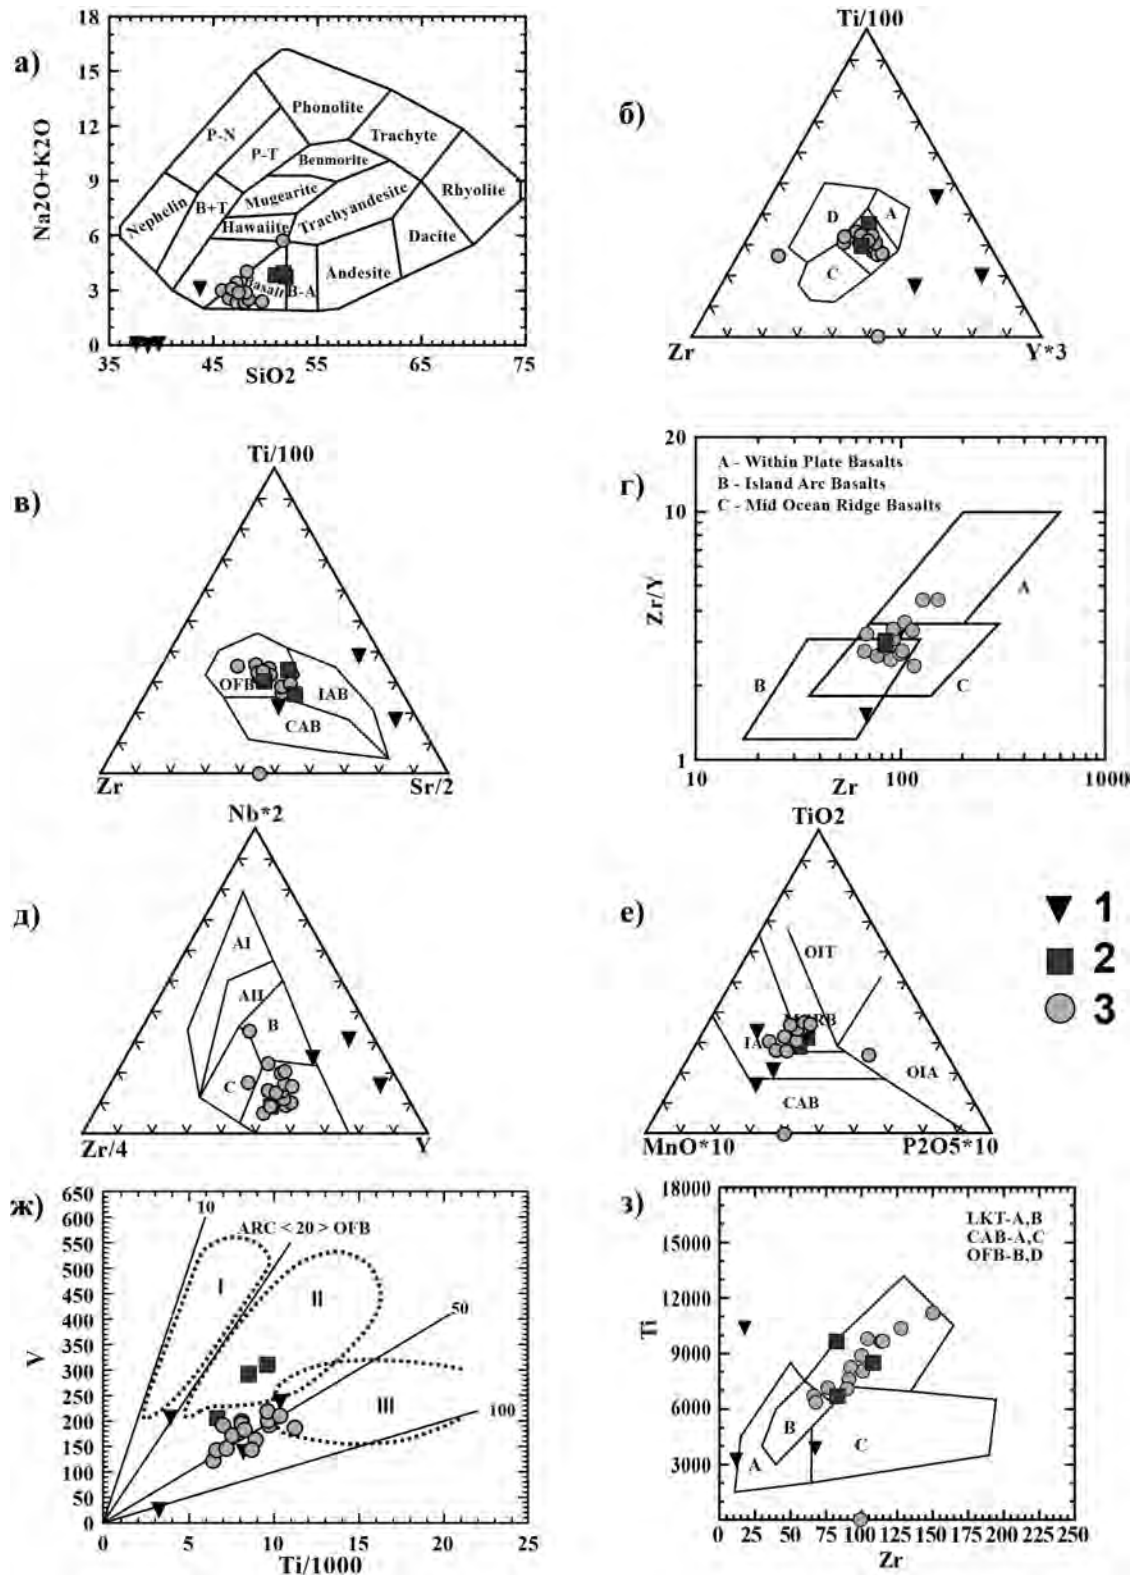 а)
18
15
12
9
6
3
0
Na2O+K2O
Phonolite
P-N
P-T
Trachyte
Benmorite
Nephelin
B+T
Mugearite
Trachyandesite
Rhyolite
Hawaiite
Dacite
Basalt
B-A
Andesite
35 45 55 65 75
SiO2
б)
Ti/100
D
A
C
Zr Y*3
в)
Ti/100
OFB
IAB
CAB
Zr Sr/2
г)
20
10
1
Zr/Y
A - Within Plate Basalts
B - Island Arc Basalts
C - Mid Ocean Ridge Basalts
A
B
C
10 100 1000
Zr
д)
Nb*2
AI
AII
B
C
Zr/4 Y
е)
TiO2
OIT
OIA
CAB
MnO*10 P2O5*10
1
2
3
ж)
650
600
550
500
450
400
350
300
250
200
150
100
50
0
V
10
ARC < 20 > OFB
I
II
50
III
100
0 5 10 15 20 25
Ti/1000
з)
18000
15000
12000
9000
6000
3000
Ti
LKT-A,B
CAB-A,C
OFB-B,D
B
A
C
0 25 50 75 100 125 150 175 200 225 250
Zr